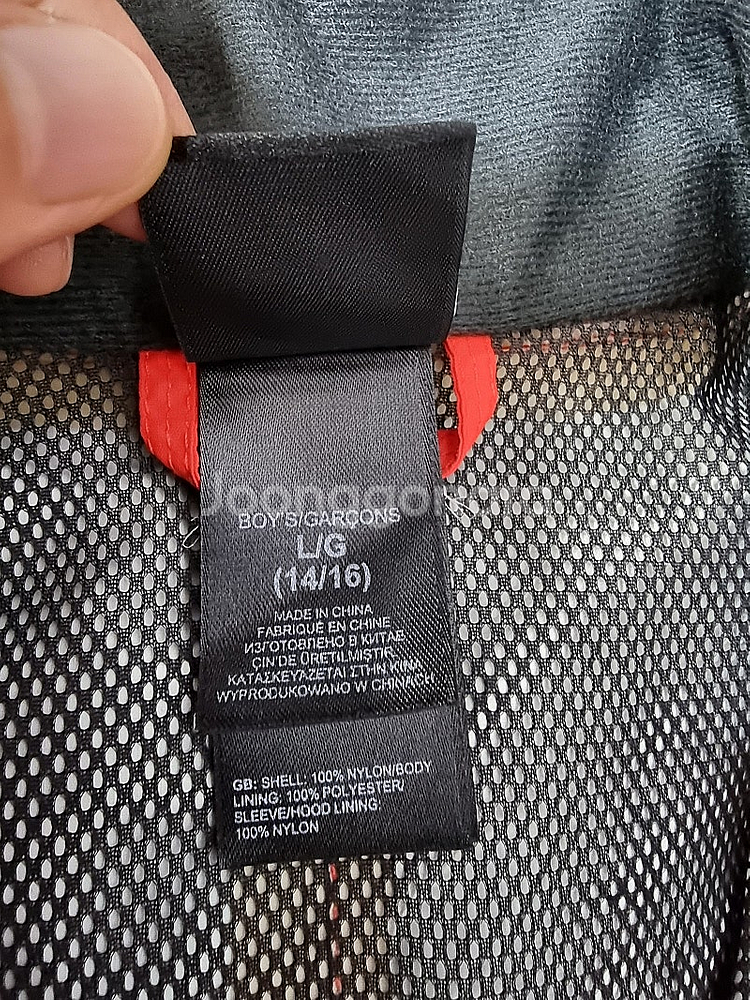 Joonggonara
BOY'S/GARÇONS
L/G
(14/16)
MADE IN CHINA
FABRIQUÉ EN CHINE
ИЗГОТОВЛЕНО В КИТАЕ
ÇİN'DE ÜRETİLMİŞTİR
ΚΑΤΑΣΚΕΥΑΖΕΤΑΙ ΣΤΗΝ ΚΙΝΑ
WYPRODUKOWANO W CHINACH
GB: SHELL: 100% NYLON/BODY
LINING: 100% POLYESTER/
SLEEVE/HOOD LINING:
100% NYLON